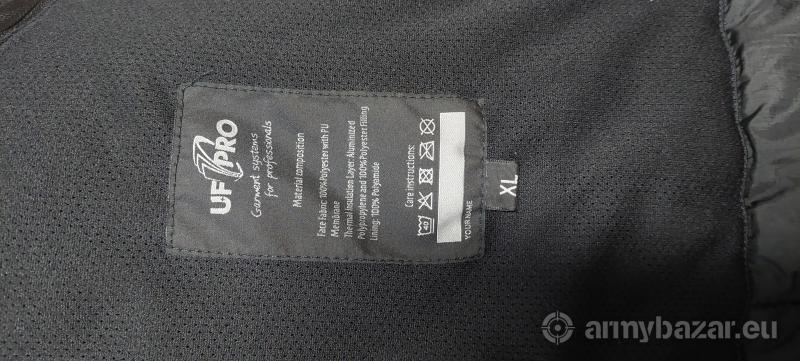 UF PRO
Garment systems
for professionals
Material composition
Face Fabric: 100% Polyester with PU
Membrane
Thermal Insulation Layer: Aluminized
Polypropylene and 100% Polyester Filling
Lining: 100% Polyamide
Care instructions:
40
YOUR NAME
XL
armybazar.eu